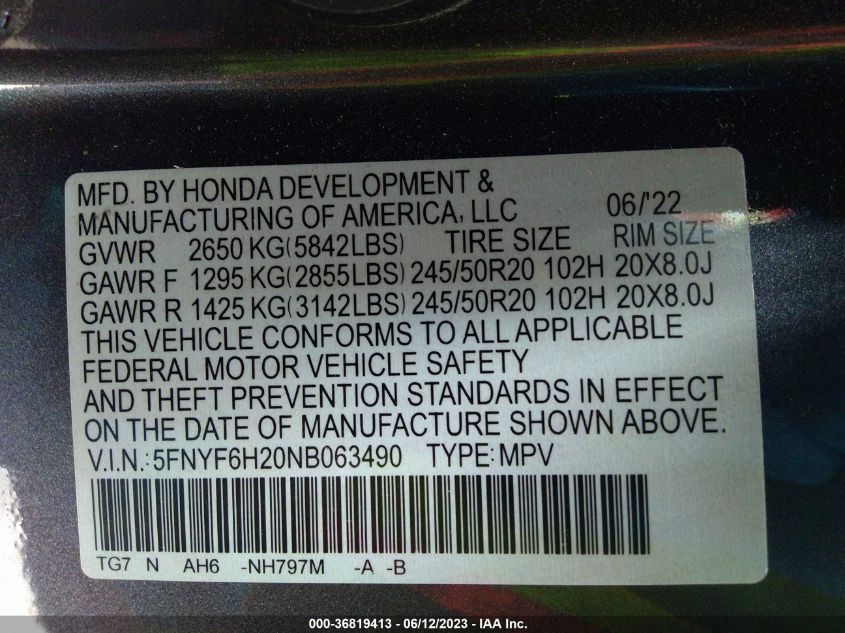 MFD. BY HONDA DEVELOPMENT &
MANUFACTURING OF AMERICA, LLC 06/'22
GVWR 2650 KG(5842LBS) TIRE SIZE RIM SIZE
GAWR F 1295 KG(2855LBS) 245/50R20 102H 20X8.0J
GAWR R 1425 KG(3142LBS) 245/50R20 102H 20X8.0J
THIS VEHICLE CONFORMS TO ALL APPLICABLE
FEDERAL MOTOR VEHICLE SAFETY
AND THEFT PREVENTION STANDARDS IN EFFECT
ON THE DATE OF MANUFACTURE SHOWN ABOVE.
V.I.N.: 5FNYF6H20NB063490 TYPE: MPV
TG7 N AH6 -NH797M -A -B
000-36819413 - 06/12/2023 - IAA Inc.